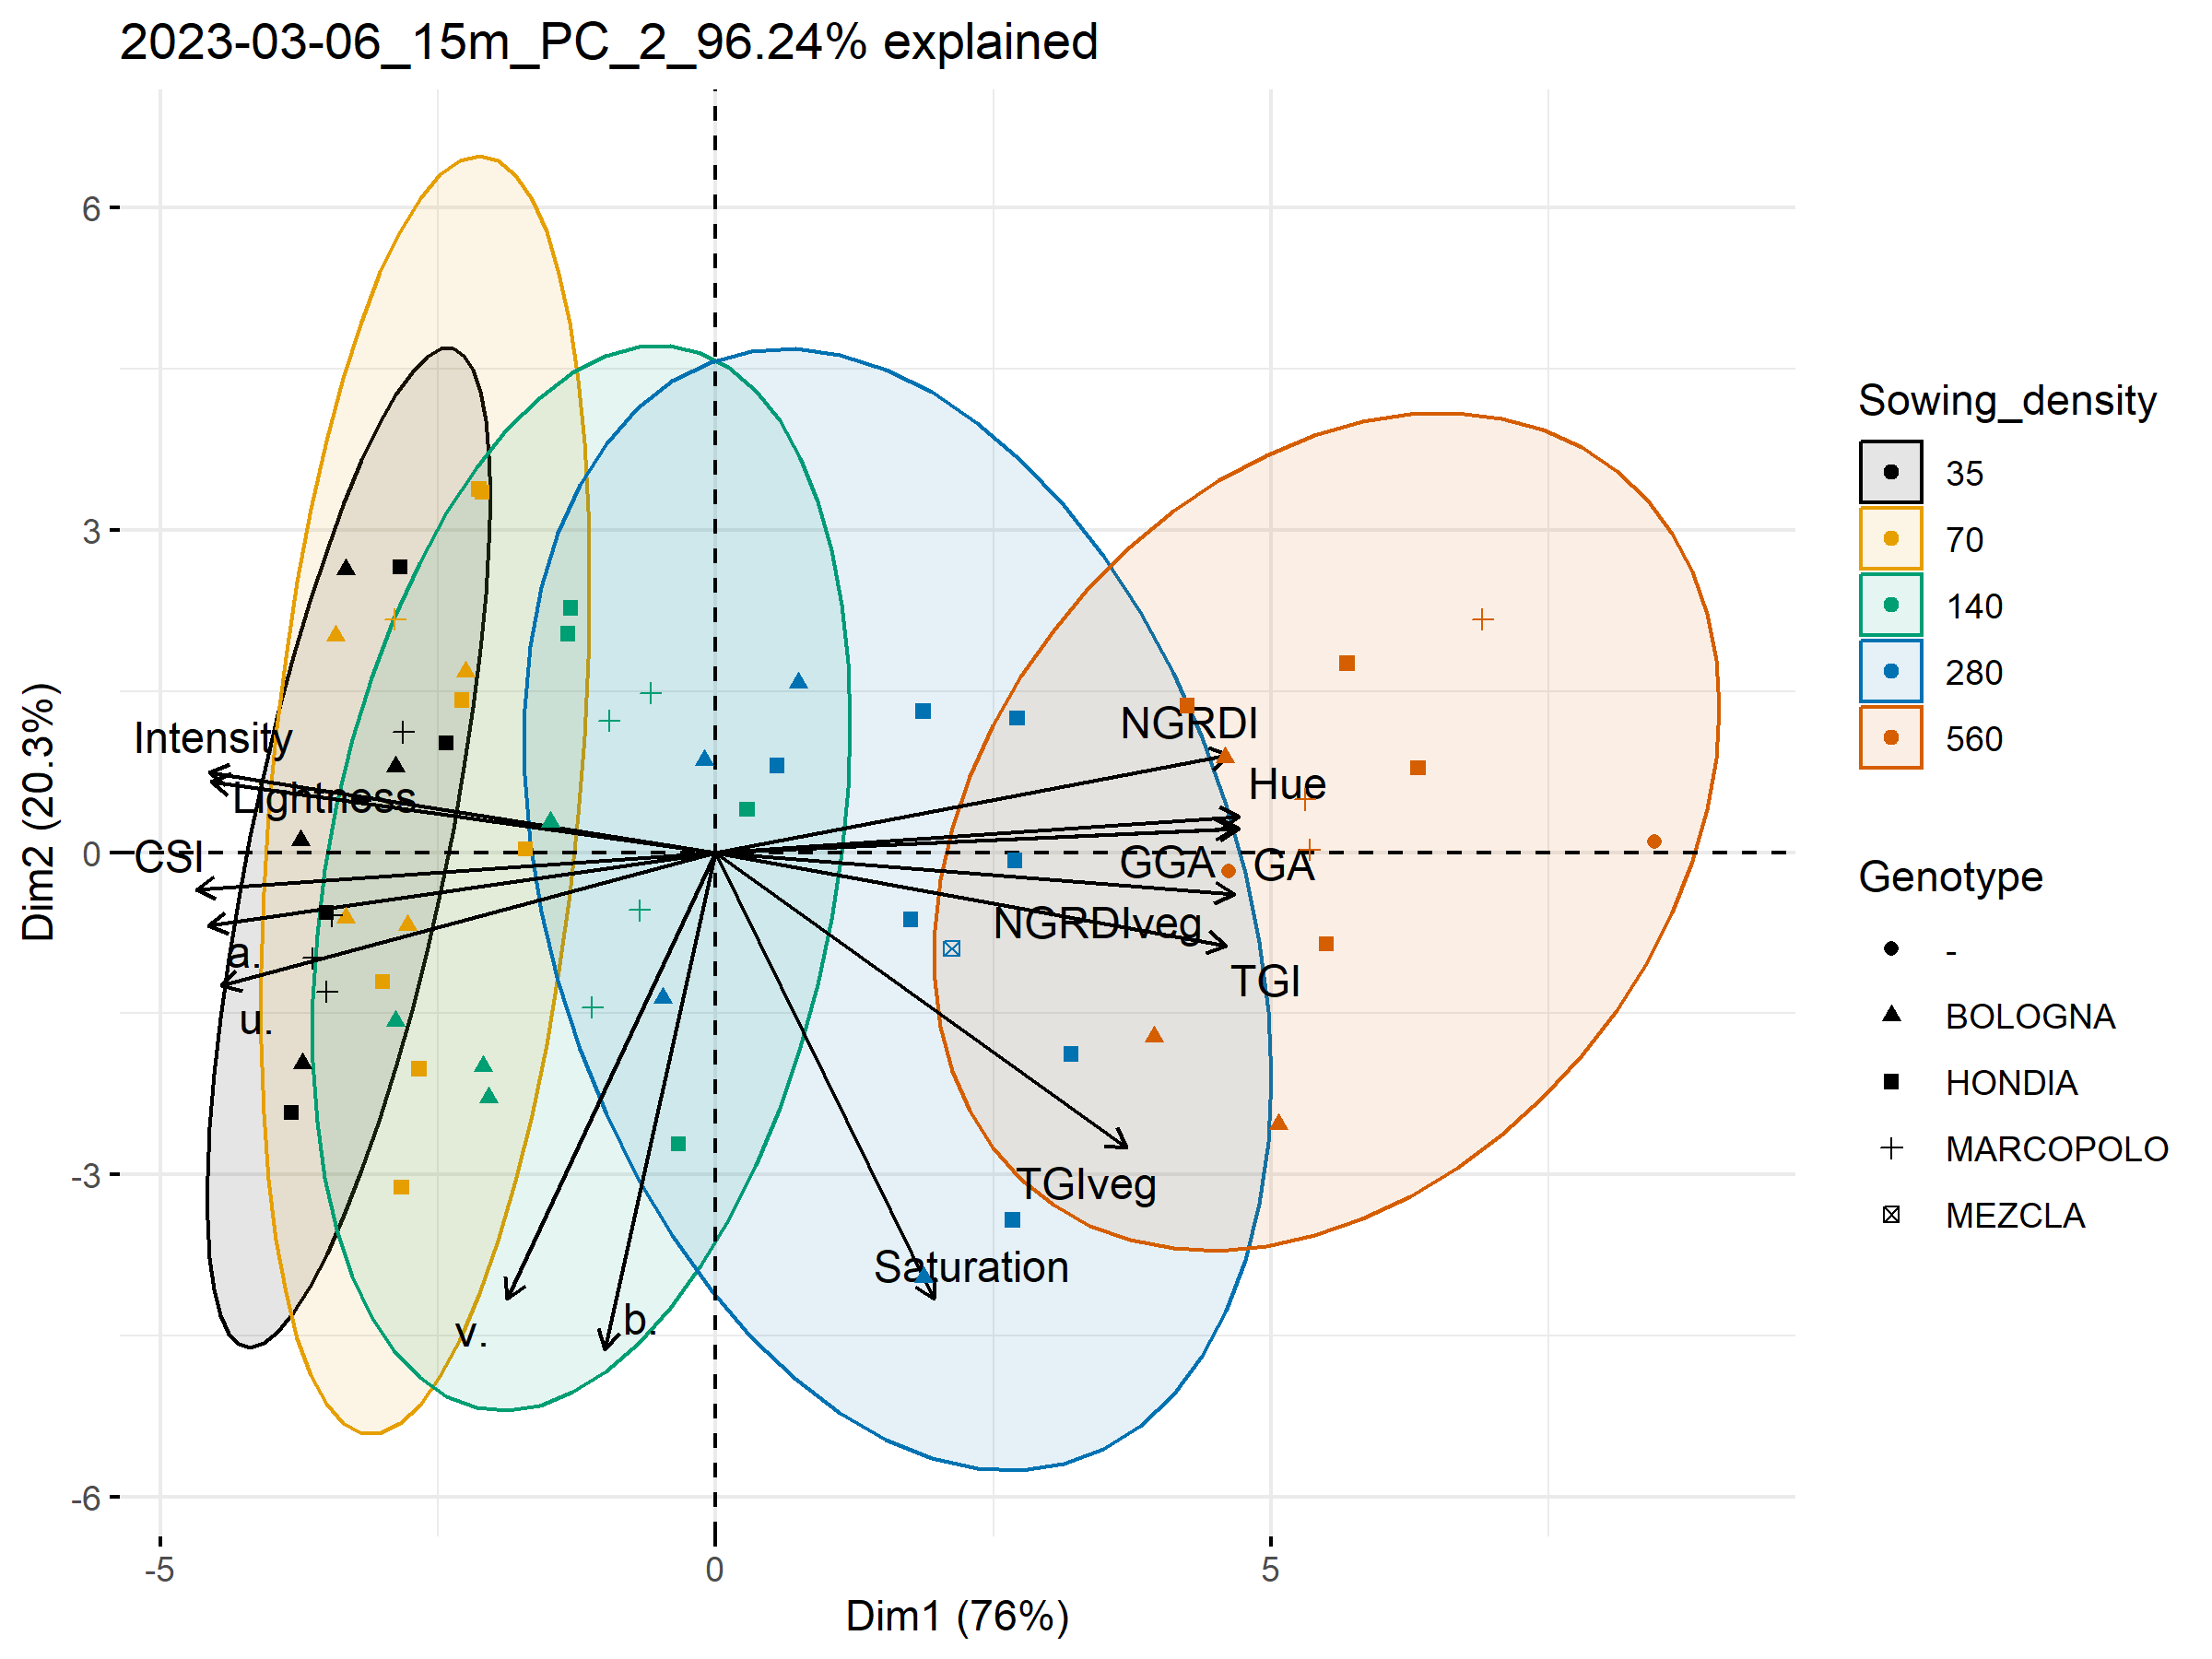 2023-03-06_15m_PC_2_96.24% explained
Dim2 (20.3%)
6
3
0
-3
-6
Intensity
Lightness
CSI
a.
u.
v.
b.
NGRDI
Hue
GGA
GA
NGRDIveg
TGI
TGIveg
Saturation
-5
0
5
Dim1 (76%)
Sowing_density
35
70
140
280
560
Genotype
-
BOLOGNA
HONDIA
MARCOPOLO
MEZCLA